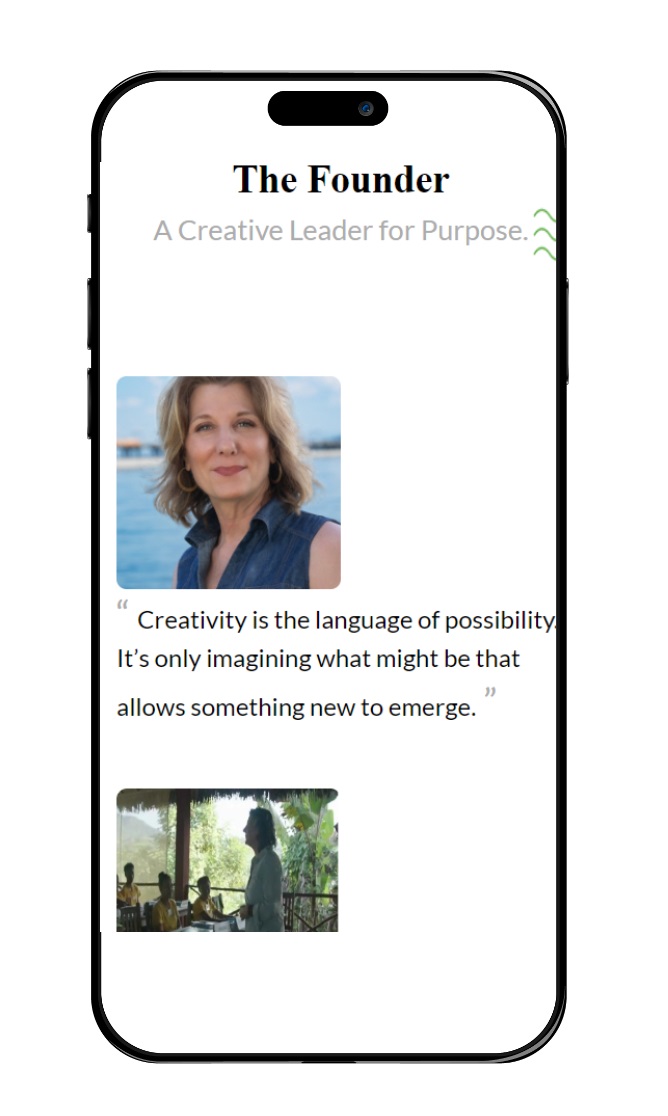 The Founder
A Creative Leader for Purpose.
“ Creativity is the language of possibility.
It’s only imagining what might be that
allows something new to emerge. ”